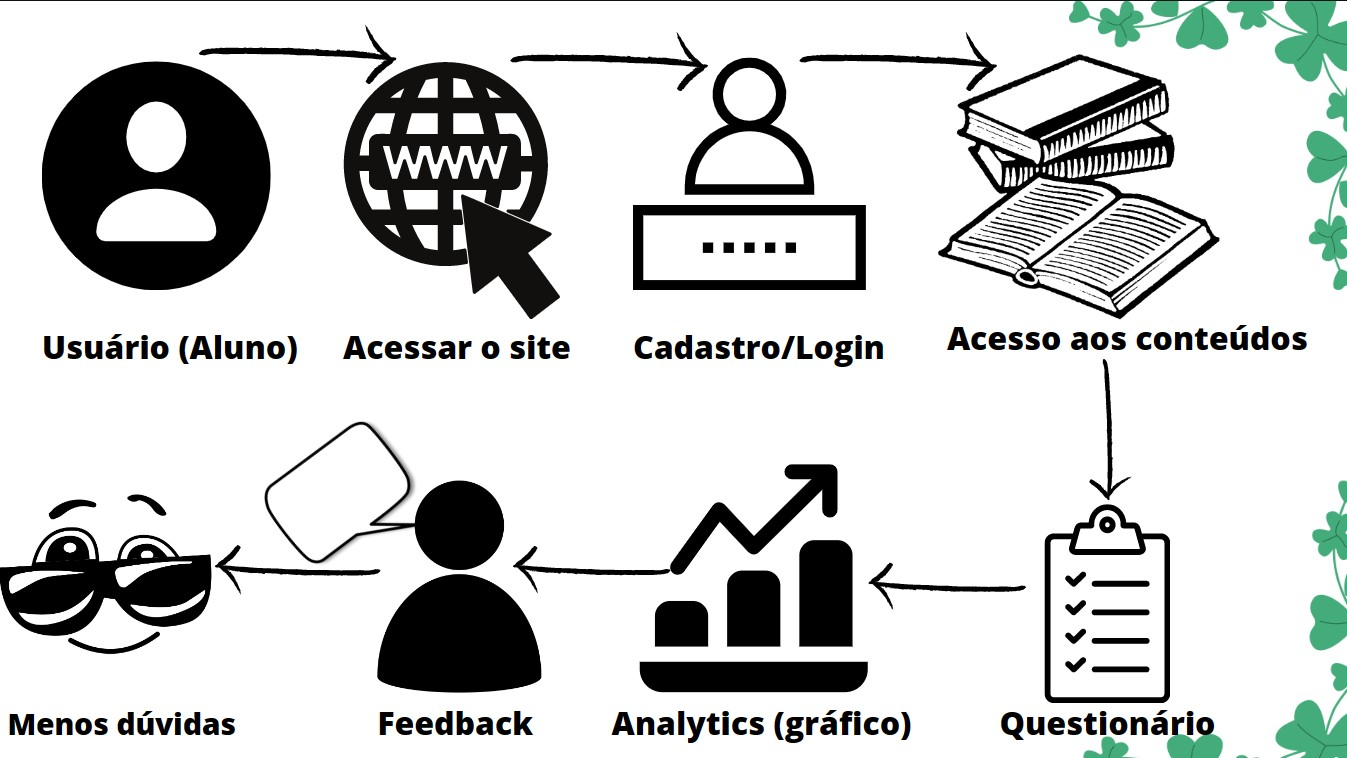 WWW
Usuário (Aluno)
Acessar o site
Cadastro/Login
Acesso aos conteúdos
Menos dúvidas
Feedback
Analytics (gráfico)
Questionário